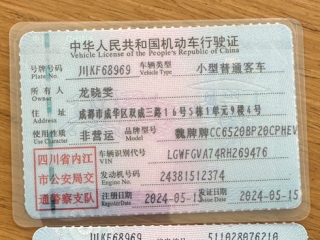 中华人民共和国机动车行驶证
Vehicle License of the People's Republic of China
号牌号码 川KF68969 车辆类型 小型普通客车
Plate No. Vehicle Type
所有人 龙晓雯
Owner
住址 成都市成华区双威三路16号5栋1单元9楼4号
Address
使用性质 非营运 品牌型号 魏牌牌CC6520BP20CPHEV
Use Character Model
四川省内江
市公安局交
通警察支队
车辆识别代号 LGWFGVA74RH269476
VIN
发动机号码 24381512374
Engine No.
注册日期 2024-05-15 发证日期 2024-05-15
Register Date Issue Date
川KF68969 511028076210